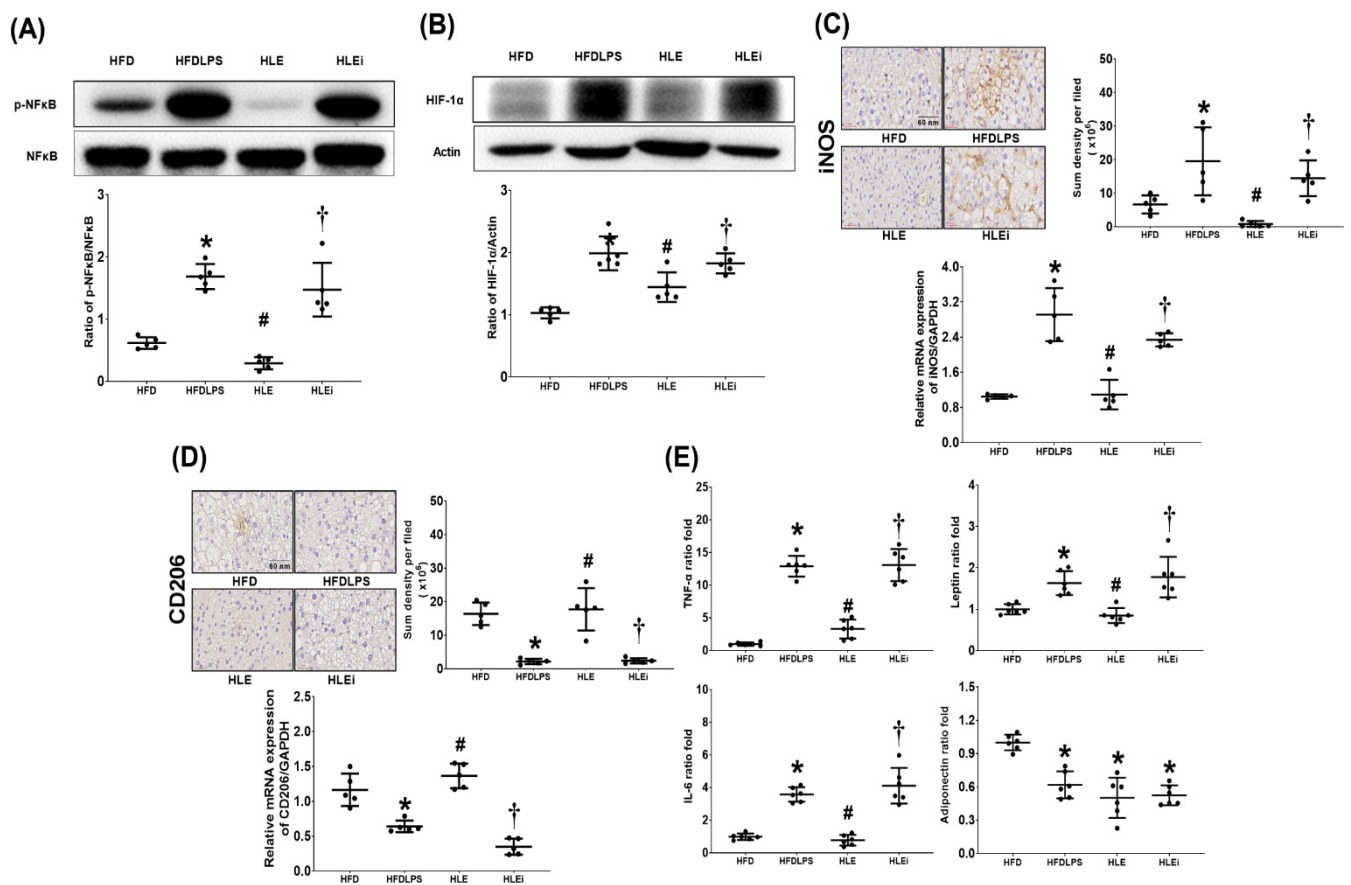 (A)
HFD HFDLPS HLE HLEi
p-NFκB
NFκB
Ratio of p-NFκB/NFκB
3
2
1
0
* # †
HFD HFDLPS HLE HLEi
(B)
HFD HFDLPS HLE HLEi
HIF-1α
Actin
Ratio of HIF-1α/Actin
3
2
1
0
* # †
HFD HFDLPS HLE HLEi
(C)
iNOS
60 nm
HFD HFDLPS
HLE HLEi
Sum density per filed
( x10⁶)
50
40
30
20
10
0
* # †
HFD HFDLPS HLE HLEi
Relative mRNA expression
of iNOS/GAPDH
4.0
3.2
2.4
1.6
0.8
0.0
* # †
HFD HFDLPS HLE HLEi
(D)
CD206
60 nm
HFD HFDLPS
HLE HLEi
Sum density per filed
( x10⁶)
50
40
30
20
10
0
* # †
HFD HFDLPS HLE HLEi
Relative mRNA expression
of CD206/GAPDH
2.5
2.0
1.5
1.0
0.5
0.0
* # †
HFD HFDLPS HLE HLEi
(E)
TNF-α ratio fold
25
20
15
10
5
0
* # †
HFD HFDLPS HLE HLEi
Leptin ratio fold
4
3
2
1
0
* # †
HFD HFDLPS HLE HLEi
IL-6 ratio fold
10
8
6
4
2
0
* # †
HFD HFDLPS HLE HLEi
Adiponectin ratio fold
1.5
1.2
0.9
0.6
0.3
0.0
* * *
HFD HFDLPS HLE HLEi